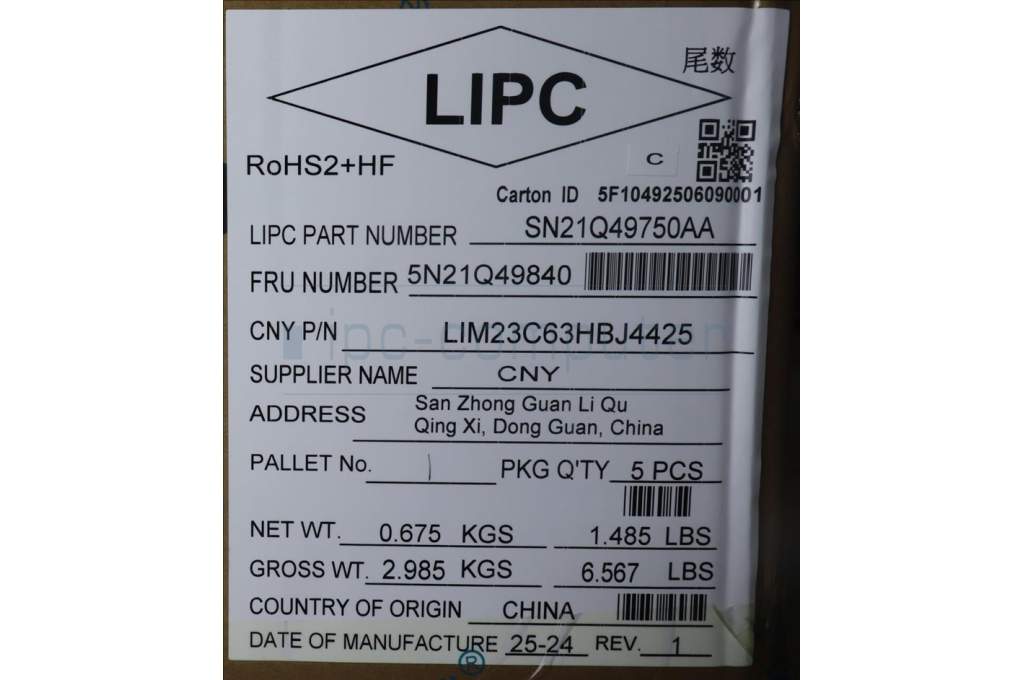 尾数
LIPC
C
RoHS2+HF
Carton ID 5F10492506090001
LIPC PART NUMBER SN21Q49750AA
FRU NUMBER 5N21Q49840
CNY P/N LIM23C63HBJ4425
ipc-computer
SUPPLIER NAME CNY
ADDRESS San Zhong Guan Li Qu
Qing Xi, Dong Guan, China
PALLET No. | PKG Q'TY 5 PCS
NET WT. 0.675 KGS 1.485 LBS
GROSS WT. 2.985 KGS 6.567 LBS
COUNTRY OF ORIGIN CHINA
DATE OF MANUFACTURE 25-24 REV. 1
®